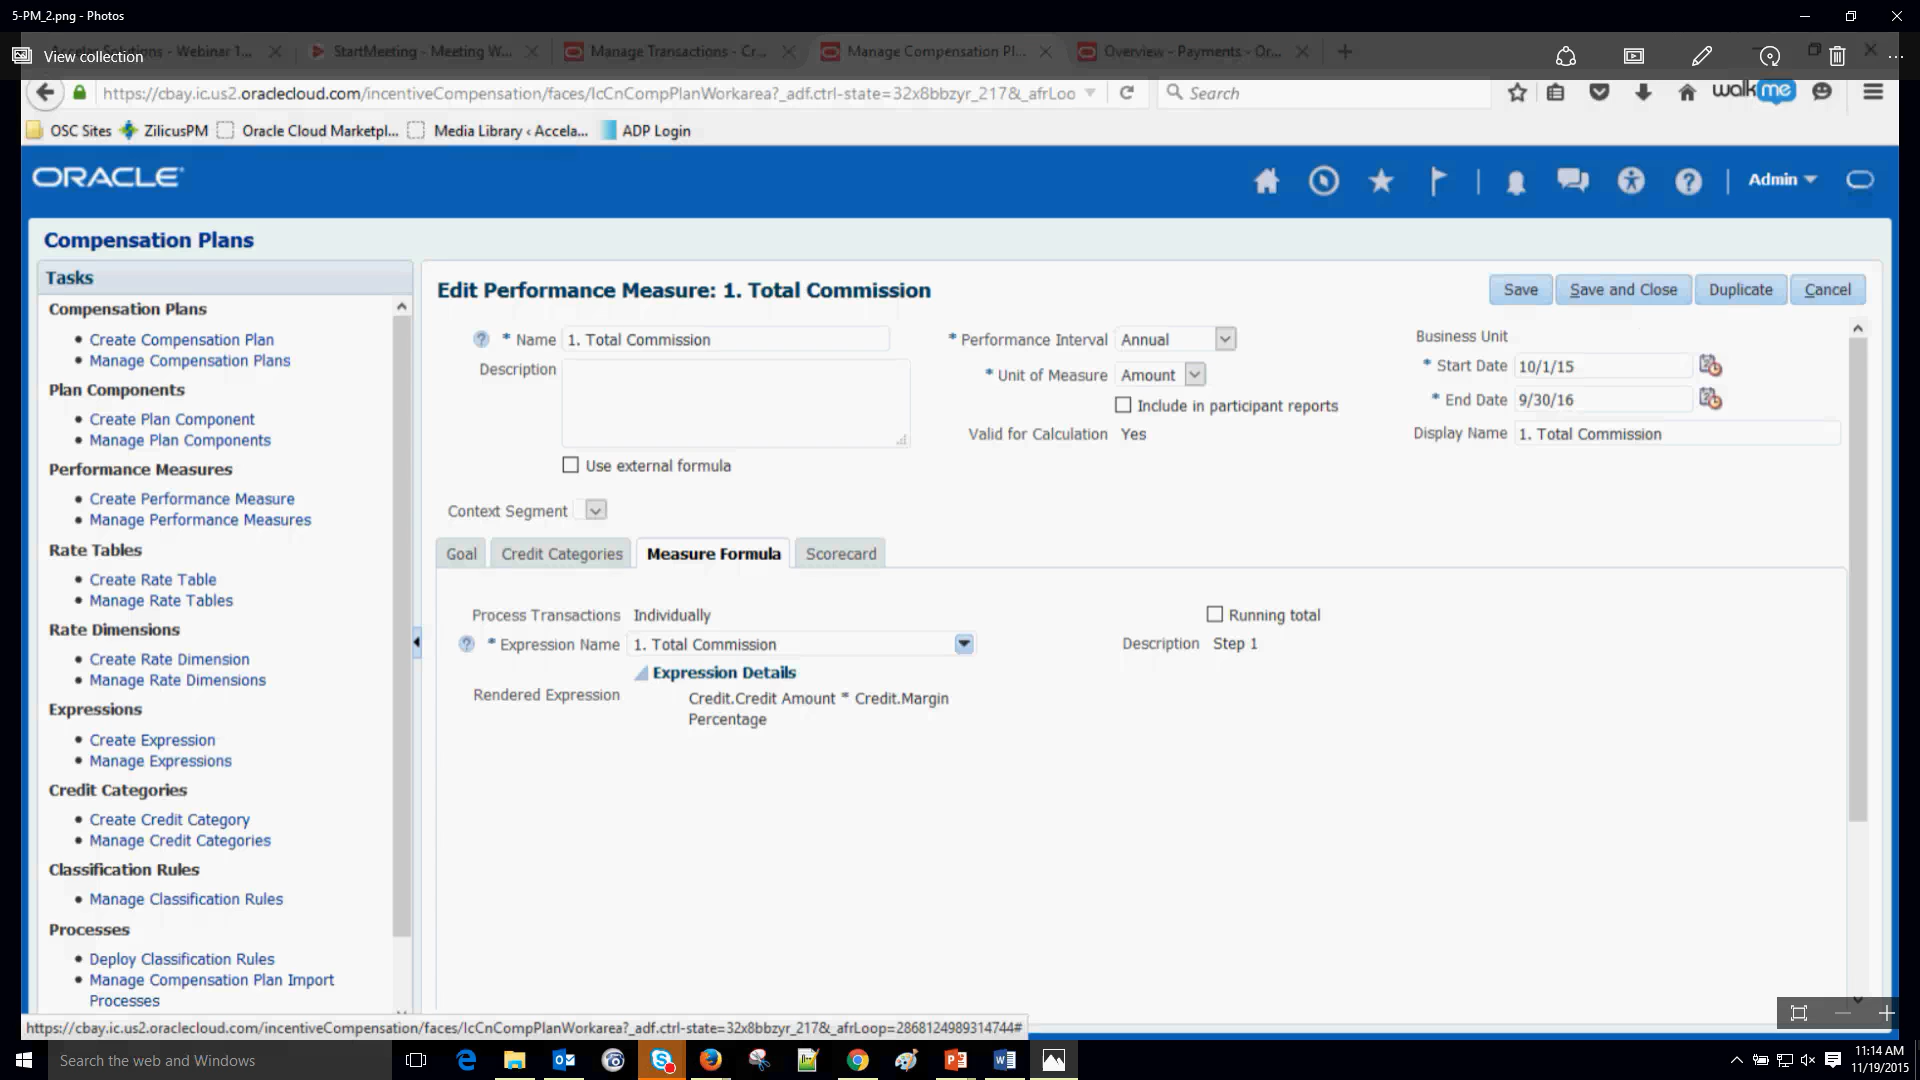 5-PM_2.png - Photos
Solutions - Webinar 1...
StartMeeting - Meeting W...
Manage Transactions - Cr...
Manage Compensation Pl...
Overview - Payments - Or...
View collection
https://cbay.ic.us2.oraclecloud.com/incentiveCompensation/faces/IcCnCompPlanWorkarea?_adf.ctrl-state=32x8bbzyr_217&_afrLoo
Search
walkme
OSC Sites
ZilicusPM
Oracle Cloud Marketpl...
Media Library ‹ Accela...
ADP Login
ORACLE
Admin
Compensation Plans
Tasks
Compensation Plans
• Create Compensation Plan
• Manage Compensation Plans
Plan Components
• Create Plan Component
• Manage Plan Components
Performance Measures
• Create Performance Measure
• Manage Performance Measures
Rate Tables
• Create Rate Table
• Manage Rate Tables
Rate Dimensions
• Create Rate Dimension
• Manage Rate Dimensions
Expressions
• Create Expression
• Manage Expressions
Credit Categories
• Create Credit Category
• Manage Credit Categories
Classification Rules
• Manage Classification Rules
Processes
• Deploy Classification Rules
• Manage Compensation Plan Import
Processes
Edit Performance Measure: 1. Total Commission
Save
Save and Close
Duplicate
Cancel
* Name 1. Total Commission
Description
Use external formula
* Performance Interval Annual
* Unit of Measure Amount
Include in participant reports
Valid for Calculation Yes
Business Unit
* Start Date 10/1/15
* End Date 9/30/16
Display Name 1. Total Commission
Context Segment
Goal
Credit Categories
Measure Formula
Scorecard
Process Transactions Individually
Running total
* Expression Name 1. Total Commission
Description Step 1
Expression Details
Rendered Expression
Credit.Credit Amount * Credit.Margin
Percentage
https://cbay.ic.us2.oraclecloud.com/incentiveCompensation/faces/IcCnCompPlanWorkarea?_adf.ctrl-state=32x8bbzyr_217&_afrLoop=2868124989314744#
Search the web and Windows
11:14 AM
11/19/2015